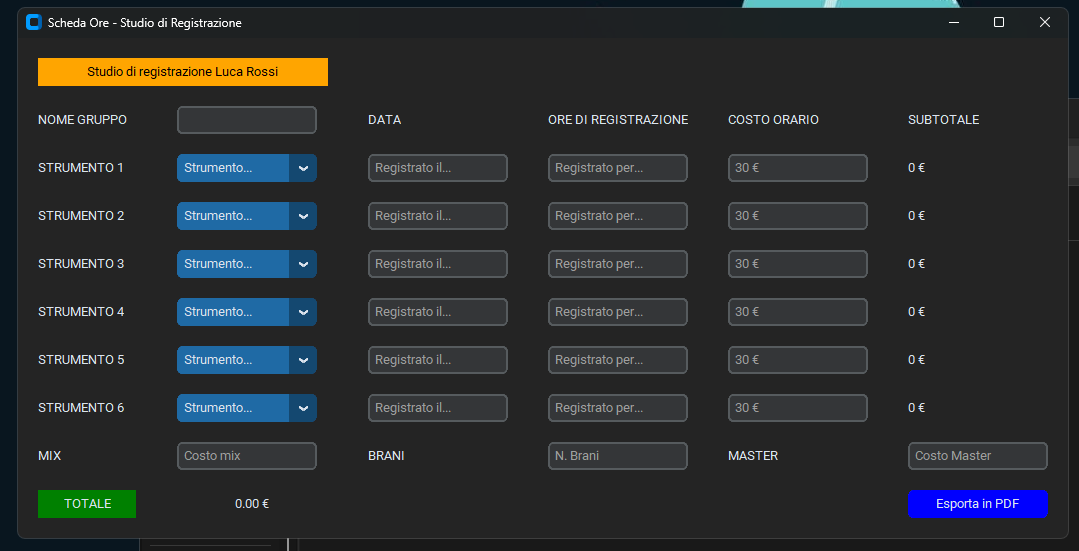 Scheda Ore - Studio di Registrazione
Studio di registrazione Luca Rossi
NOME GRUPPO DATA ORE DI REGISTRAZIONE COSTO ORARIO SUBTOTALE
STRUMENTO 1 Strumento... Registrato il... Registrato per... 30 € 0 €
STRUMENTO 2 Strumento... Registrato il... Registrato per... 30 € 0 €
STRUMENTO 3 Strumento... Registrato il... Registrato per... 30 € 0 €
STRUMENTO 4 Strumento... Registrato il... Registrato per... 30 € 0 €
STRUMENTO 5 Strumento... Registrato il... Registrato per... 30 € 0 €
STRUMENTO 6 Strumento... Registrato il... Registrato per... 30 € 0 €
MIX Costo mix BRANI N. Brani MASTER Costo Master
TOTALE 0.00 € Esporta in PDF